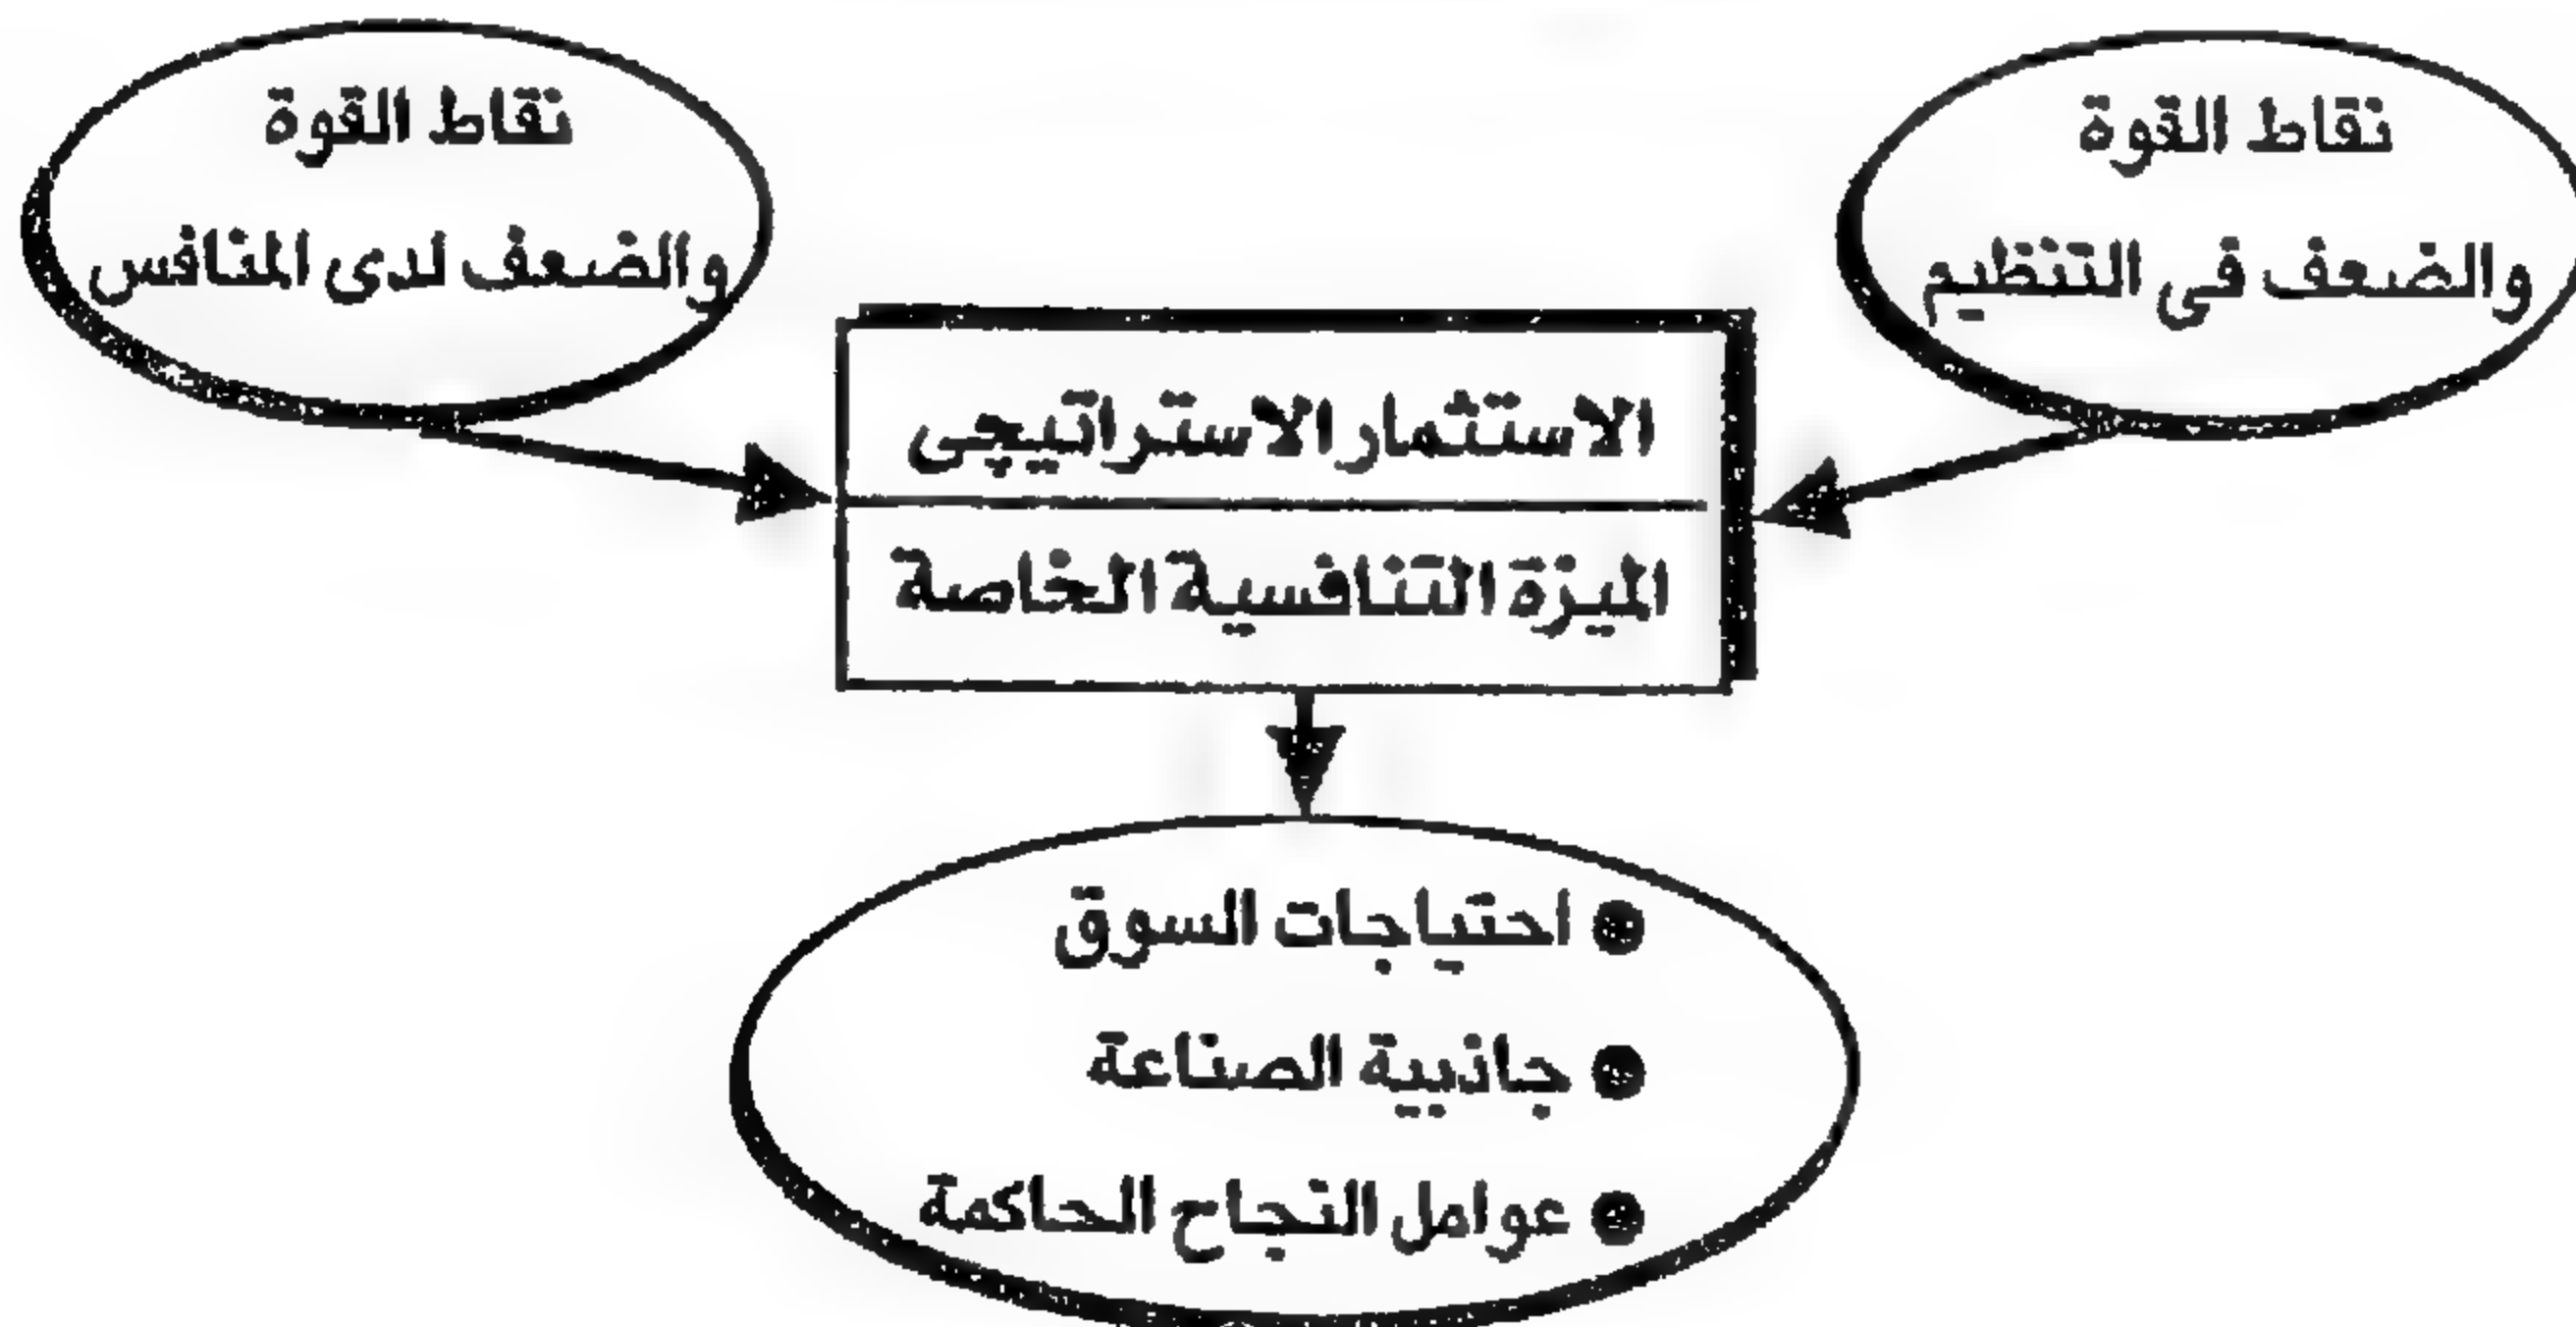 نقاط القوة
والضعف فى التنظيم
نقاط القوة
والضعف لدى المنافس
الاستثمار الاستراتيچى
الميزة التنافسية الخاصة
● احتياجات السوق
● جاذبية الصناعة
● عوامل النجاح الحاكمة